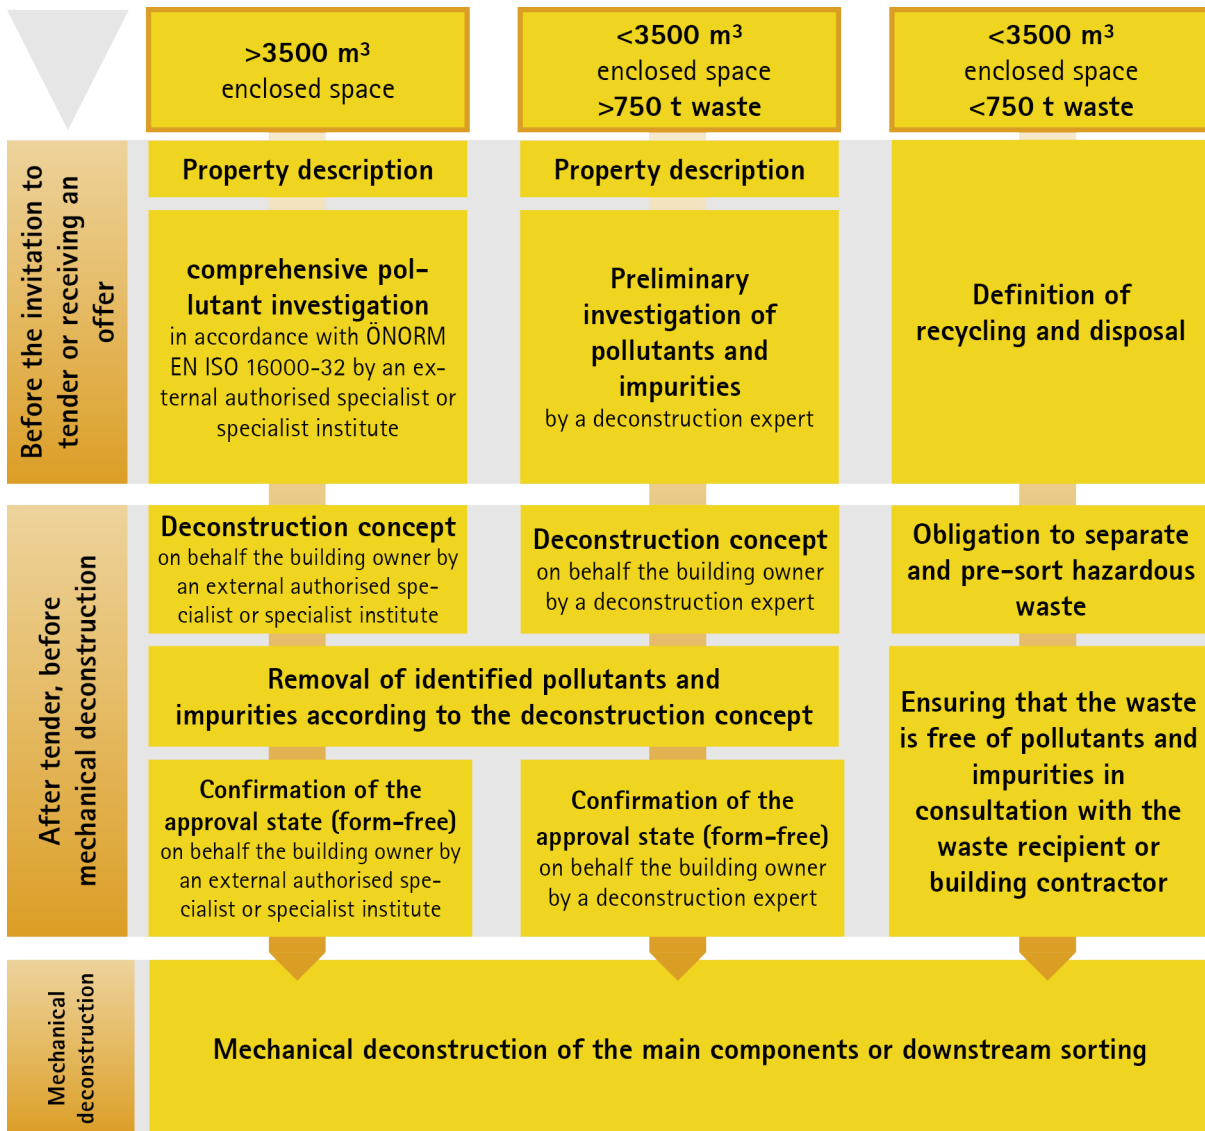 >3500 m³
enclosed space
<3500 m³
enclosed space
>750 t waste
<3500 m³
enclosed space
<750 t waste
Before the invitation to
tender or receiving an
offer
Property description
comprehensive pol-
lutant investigation
in accordance with ÖNORM
EN ISO 16000-32 by an ex-
ternal authorised specialist or
specialist institute
Property description
Preliminary
investigation of
pollutants and
impurities
by a deconstruction expert
Definition of
recycling and disposal
After tender, before
mechanical deconstruction
Deconstruction concept
on behalf the building owner by
an external authorised spe-
cialist or specialist institute
Deconstruction concept
on behalf the building owner
by a deconstruction expert
Obligation to separate
and pre-sort hazardous
waste
Removal of identified pollutants and
impurities according to the deconstruction concept
Confirmation of the
approval state (form-free)
on behalf the building owner by
an external authorised spe-
cialist or specialist institute
Confirmation of the
approval state (form-free)
on behalf the building owner
by a deconstruction expert
Ensuring that the waste
is free of pollutants and
impurities in
consultation with the
waste recipient or
building contractor
Mechanical
deconstruction
Mechanical deconstruction of the main components or downstream sorting